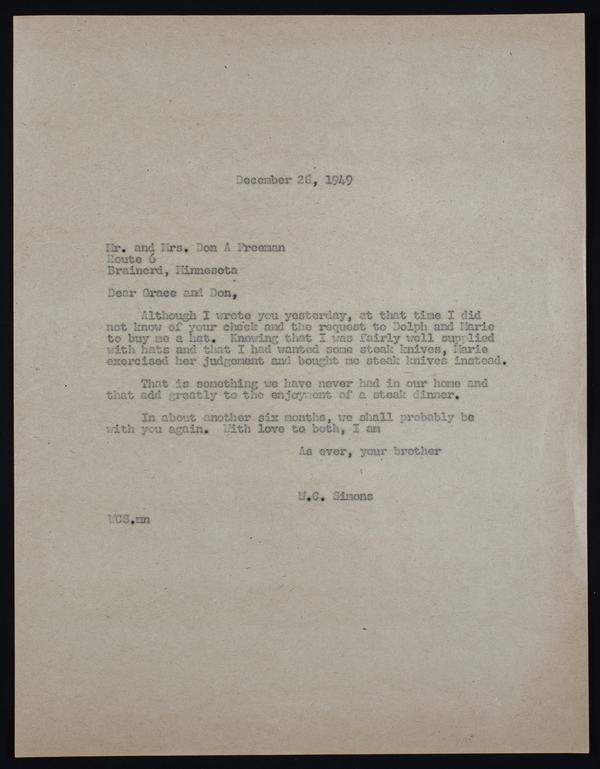 December 28, 1949
Mr. and Mrs. Don A Freeman
Route 6
Brainerd, Minnesota
Dear Grace and Don,
Although I wrote you yesterday, at that time I did
not know of your check and the request to Dolph and Marie
to buy me a hat. Knowing that I was fairly well supplied
with hats and that I had wanted some steak knives, Marie
exercised her judgement and bought me steak knives instead.
That is something we have never had in our home and
that add greatly to the enjoyment of a steak dinner.
In about another six months, we shall probably be
with you again. With love to both, I am
As ever, your brother
W.C. Simons
WCS.mn